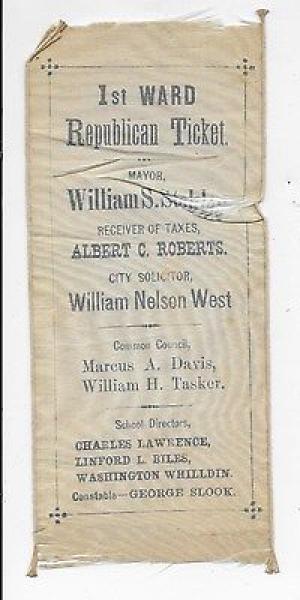 1st WARD
Republican Ticket.
MAYOR,
William S.
RECEIVER OF TAXES,
ALBERT C. ROBERTS.
CITY SOLICITOR,
William Nelson West
Common Council,
Marcus A. Davis,
William H. Tasker.
School Directors,
CHARLES LAWRENCE,
LINFORD L. BILES,
WASHINGTON WHILLDIN.
Constable—GEORGE SLOOK.